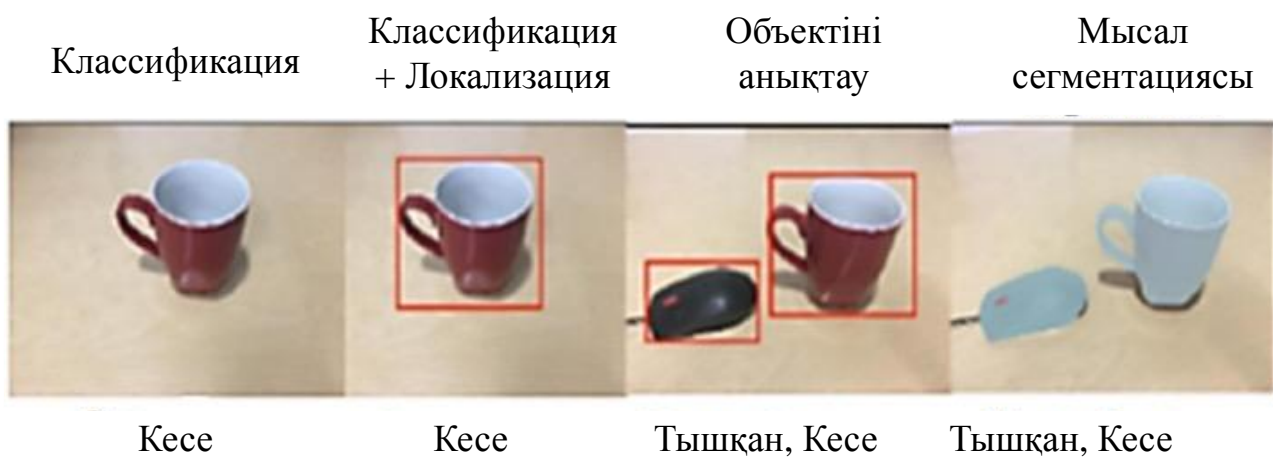 Классификация
Классификация
+ Локализация
Объектіні
анықтау
Мысал
сегментациясы
Кесе
Кесе
Тышқан, Кесе
Тышқан, Кесе